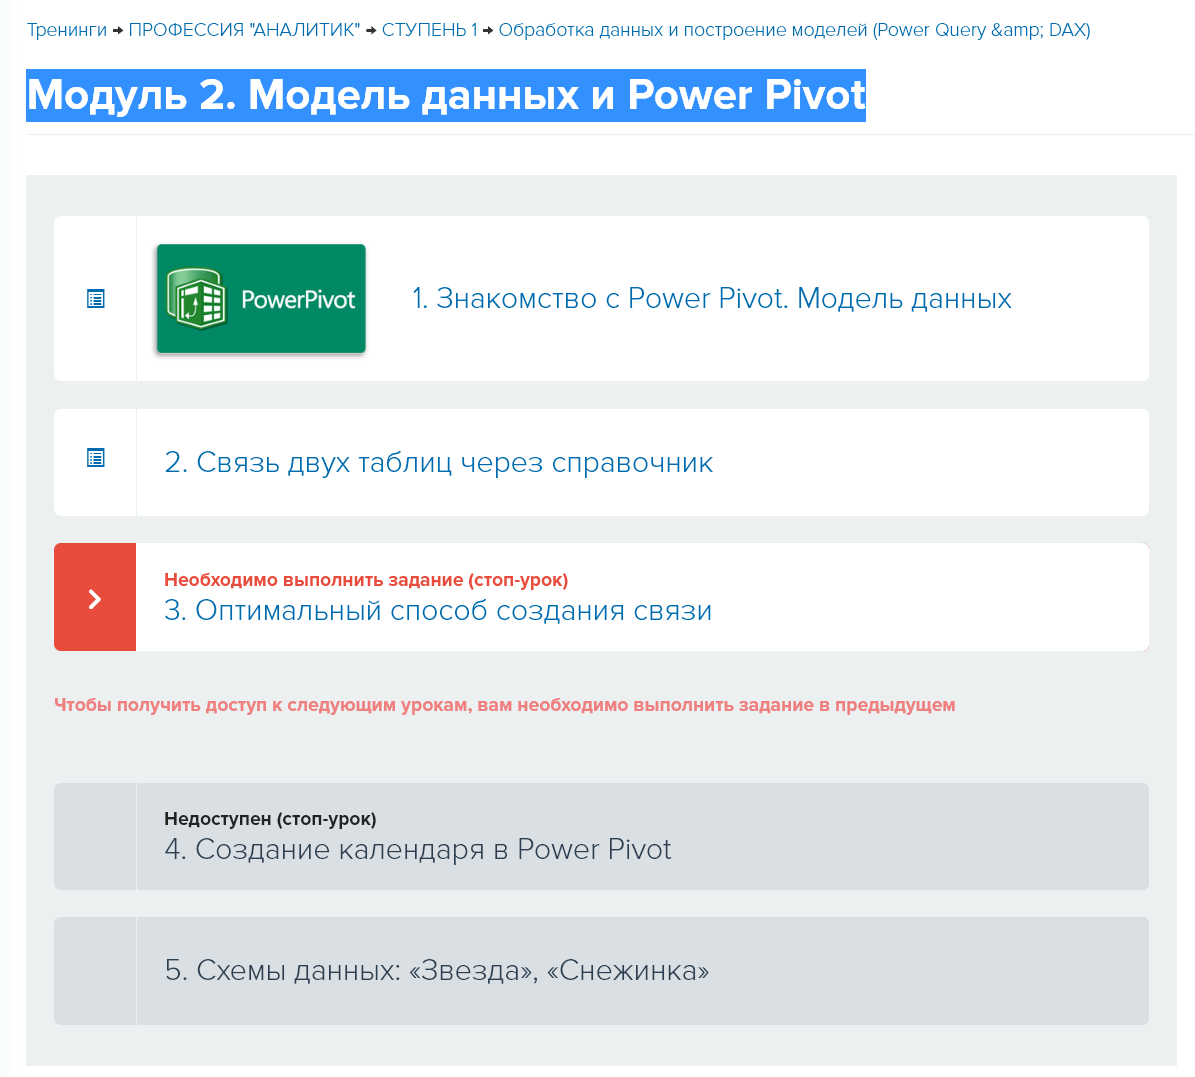 Тренинги → ПРОФЕССИЯ "АНАЛИТИК" → СТУПЕНЬ 1 → Обработка данных и построение моделей (Power Query &amp; DAX)
Модуль 2. Модель данных и Power Pivot
PowerPivot
1. Знакомство с Power Pivot. Модель данных
2. Связь двух таблиц через справочник
Необходимо выполнить задание (стоп-урок)
3. Оптимальный способ создания связи
Чтобы получить доступ к следующим урокам, вам необходимо выполнить задание в предыдущем
Недоступен (стоп-урок)
4. Создание календаря в Power Pivot
5. Схемы данных: «Звезда», «Снежинка»